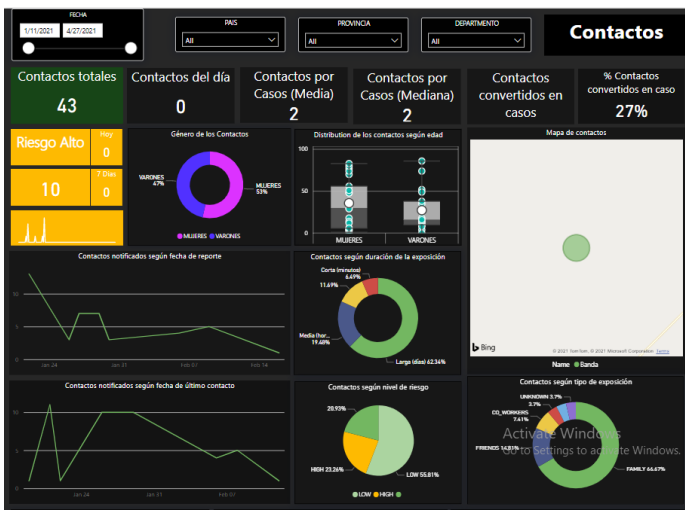 FECHA
1/11/2021 4/27/2021
PAIS
All
PROVINCIA
All
DEPARTMENTO
All
Contactos
Contactos totales
43
Contactos del día
0
Contactos por
Casos (Media)
2
Contactos por
Casos (Mediana)
2
Contactos
convertidos en
casos
% Contactos
convertidos en caso
27%
Riesgo Alto
Hoy
0
10
7 Días
0
Género de los Contactos
VARONES
47%
MUJERES
53%
MUJERES VARONES
Distribution de los contactos según edad
100
50
0
MUJERES VARONES
Mapa de contactos
Bing
© 2021 TomTom, © 2021 Microsoft Corporation Terms
Name Banda
Contactos notificados según fecha de reporte
10
5
0
Jan 24 Jan 31 Feb 07 Feb 14
Contactos según duración de la exposición
Corta (minutos)
6.49%
11.69%
Media (hor...
19.48%
Larga (días) 62.34%
Contactos notificados según fecha de último contacto
10
5
0
Jan 24 Jan 31 Feb 07
Contactos según nivel de riesgo
20.93%
HIGH 23.26%
LOW 55.81%
LOW HIGH
Contactos según tipo de exposición
UNKNOWN 3.7%
3.7%
CO_WORKERS
7.41%
FRIENDS 14.81%
FAMILY 66.67%
Activate Windows
Go to Settings to activate Windows.